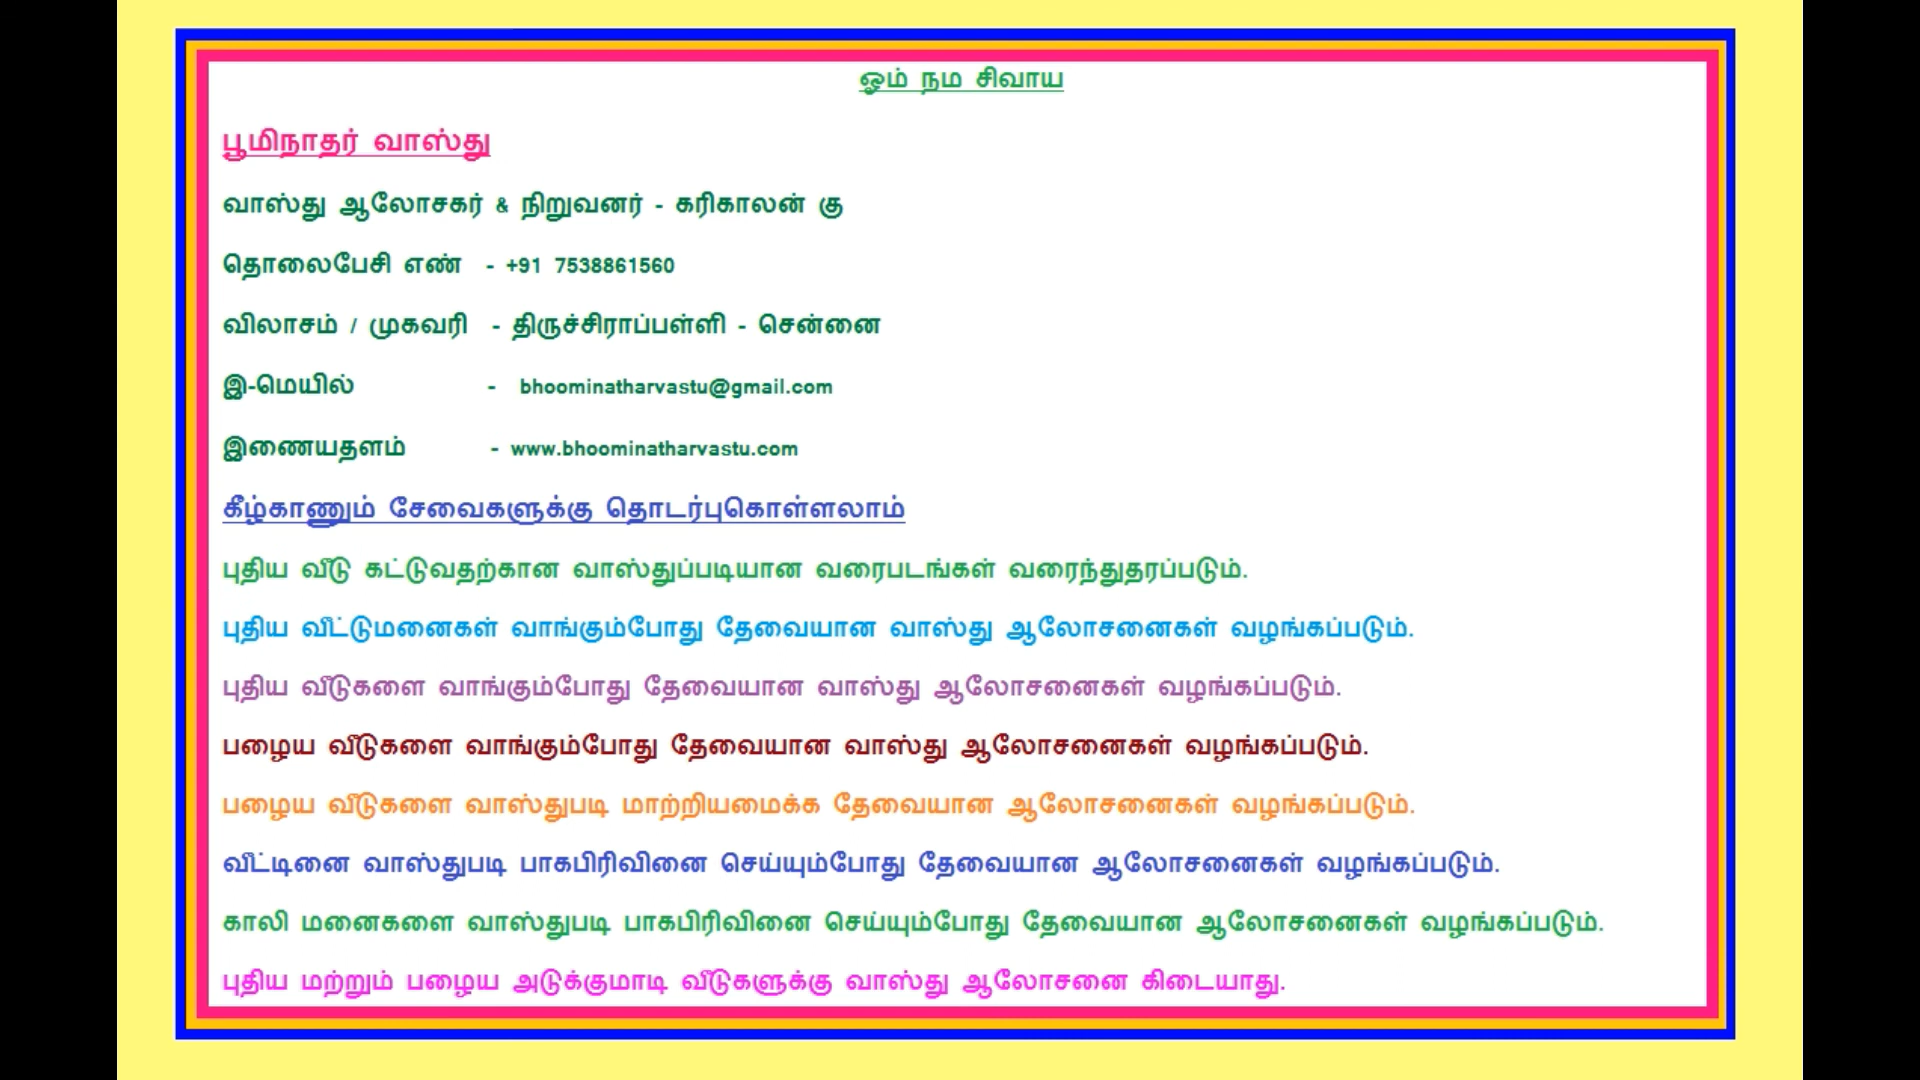 ஓம் நம சிவாய
பூமிநாதர் வாஸ்து
வாஸ்து ஆலோசகர் & நிறுவனர் - கரிகாலன் கு
தொலைபேசி எண் - +91 7538861560
விலாசம் / முகவரி - திருச்சிராப்பள்ளி - சென்னை
இ-மெயில் - bhoominatharvastu@gmail.com
இணையதளம் - www.bhoominatharvastu.com
கீழ்காணும் சேவைகளுக்கு தொடர்புகொள்ளலாம்
புதிய வீடு கட்டுவதற்கான வாஸ்துப்படியான வரைபடங்கள் வரைந்துதரப்படும்.
புதிய வீட்டுமனைகள் வாங்கும்போது தேவையான வாஸ்து ஆலோசனைகள் வழங்கப்படும்.
புதிய வீடுகளை வாங்கும்போது தேவையான வாஸ்து ஆலோசனைகள் வழங்கப்படும்.
பழைய வீடுகளை வாங்கும்போது தேவையான வாஸ்து ஆலோசனைகள் வழங்கப்படும்.
பழைய வீடுகளை வாஸ்துபடி மாற்றியமைக்க தேவையான ஆலோசனைகள் வழங்கப்படும்.
வீட்டினை வாஸ்துபடி பாகபிரிவினை செய்யும்போது தேவையான ஆலோசனைகள் வழங்கப்படும்.
காலி மனைகளை வாஸ்துபடி பாகபிரிவினை செய்யும்போது தேவையான ஆலோசனைகள் வழங்கப்படும்.
புதிய மற்றும் பழைய அடுக்குமாடி வீடுகளுக்கு வாஸ்து ஆலோசனை கிடையாது.